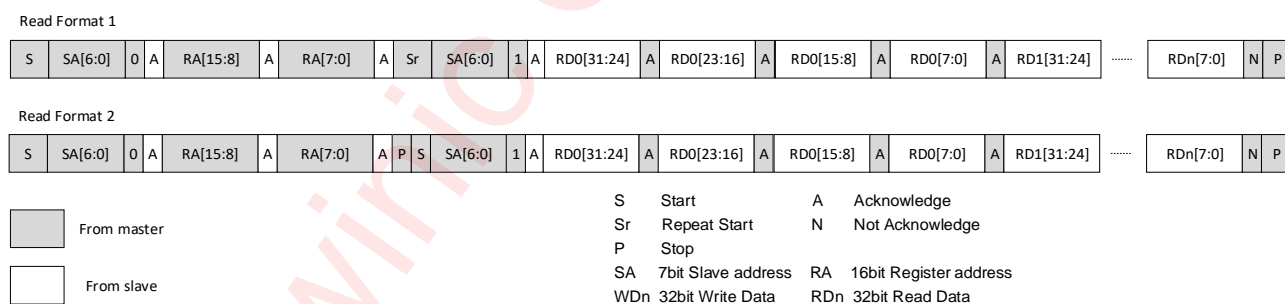 Read Format 1
S SA[6:0] 0 A RA[15:8] A RA[7:0] A Sr SA[6:0] 1 A RD0[31:24] A RD0[23:16] A RD0[15:8] A RD0[7:0] A RD1[31:24] ....... RDn[7:0] N P
Read Format 2
S SA[6:0] 0 A RA[15:8] A RA[7:0] A P S SA[6:0] 1 A RD0[31:24] A RD0[23:16] A RD0[15:8] A RD0[7:0] A RD1[31:24] ....... RDn[7:0] N P
From master
From slave
S Start A Acknowledge
Sr Repeat Start N Not Acknowledge
P Stop
SA 7bit Slave address RA 16bit Register address
WDn 32bit Write Data RDn 32bit Read Data